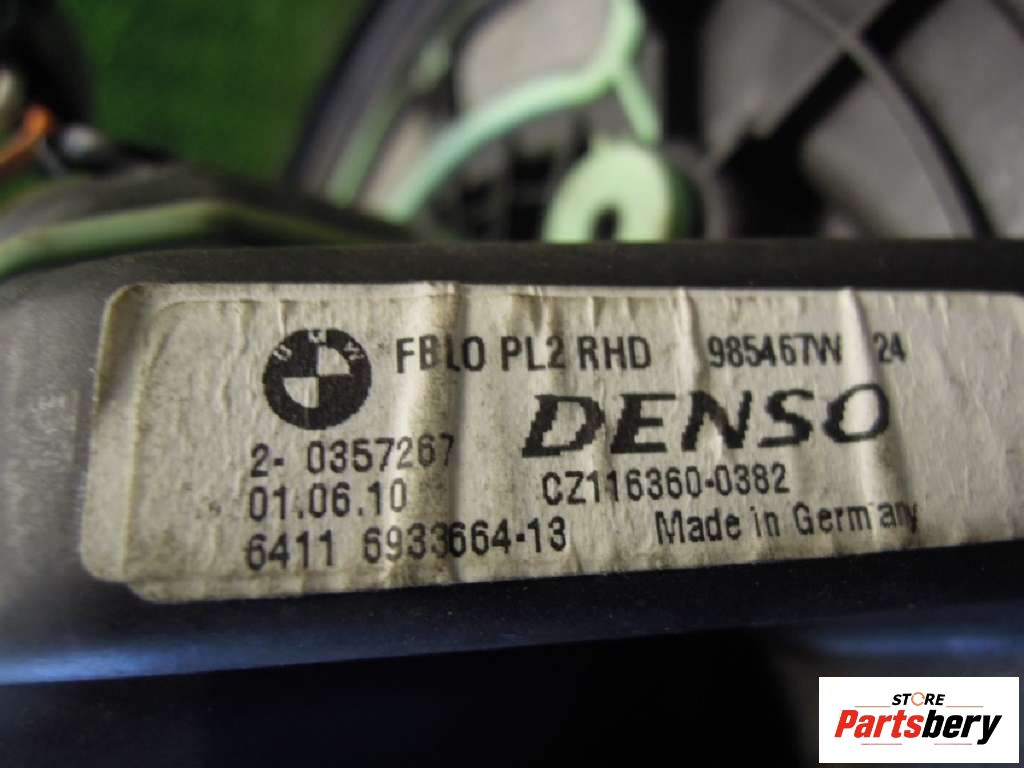 BMW
FBLO PL2 RHD 985467W 24
DENSO
2- 0357267
CZ116360-0382
01.06.10
6411 6933664-13
Made in Germany
STORE
Partsbery